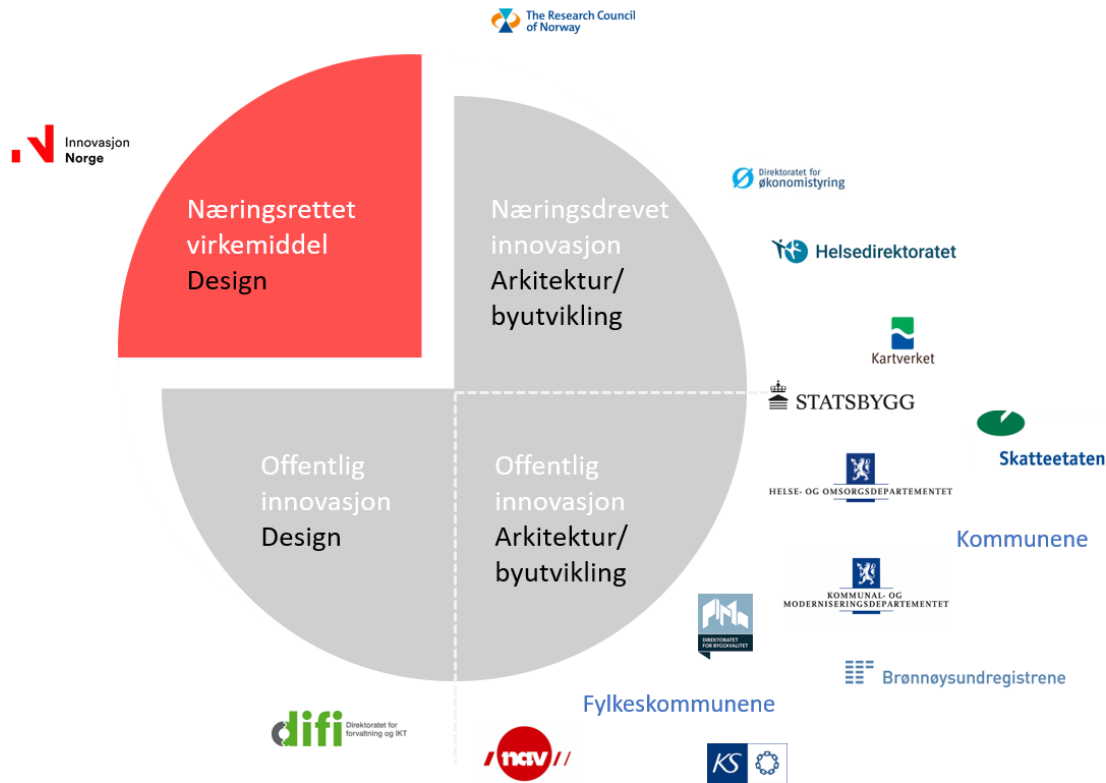 The Research Council
of Norway
Innovasjon
Norge
Næringsrettet
virkemiddel
Design
Næringsdrevet
innovasjon
Arkitektur/
byutvikling
Direktoratet for
økonomistyring
Helsedirektoratet
Kartverket
STATSBYGG
Skatteetaten
Offentlig
innovasjon
Design
Offentlig
innovasjon
Arkitektur/
byutvikling
HELSE- OG OMSORGSDEPARTEMENTET
Kommunene
KOMMUNAL- OG
MODERNISERINGSDEPARTEMENTET
DIREKTORATET
FOR BYGGKVALITET
Brønnøysundregistrene
Fylkeskommunene
difi
Direktoratet for
forvaltning og IKT
nav
KS